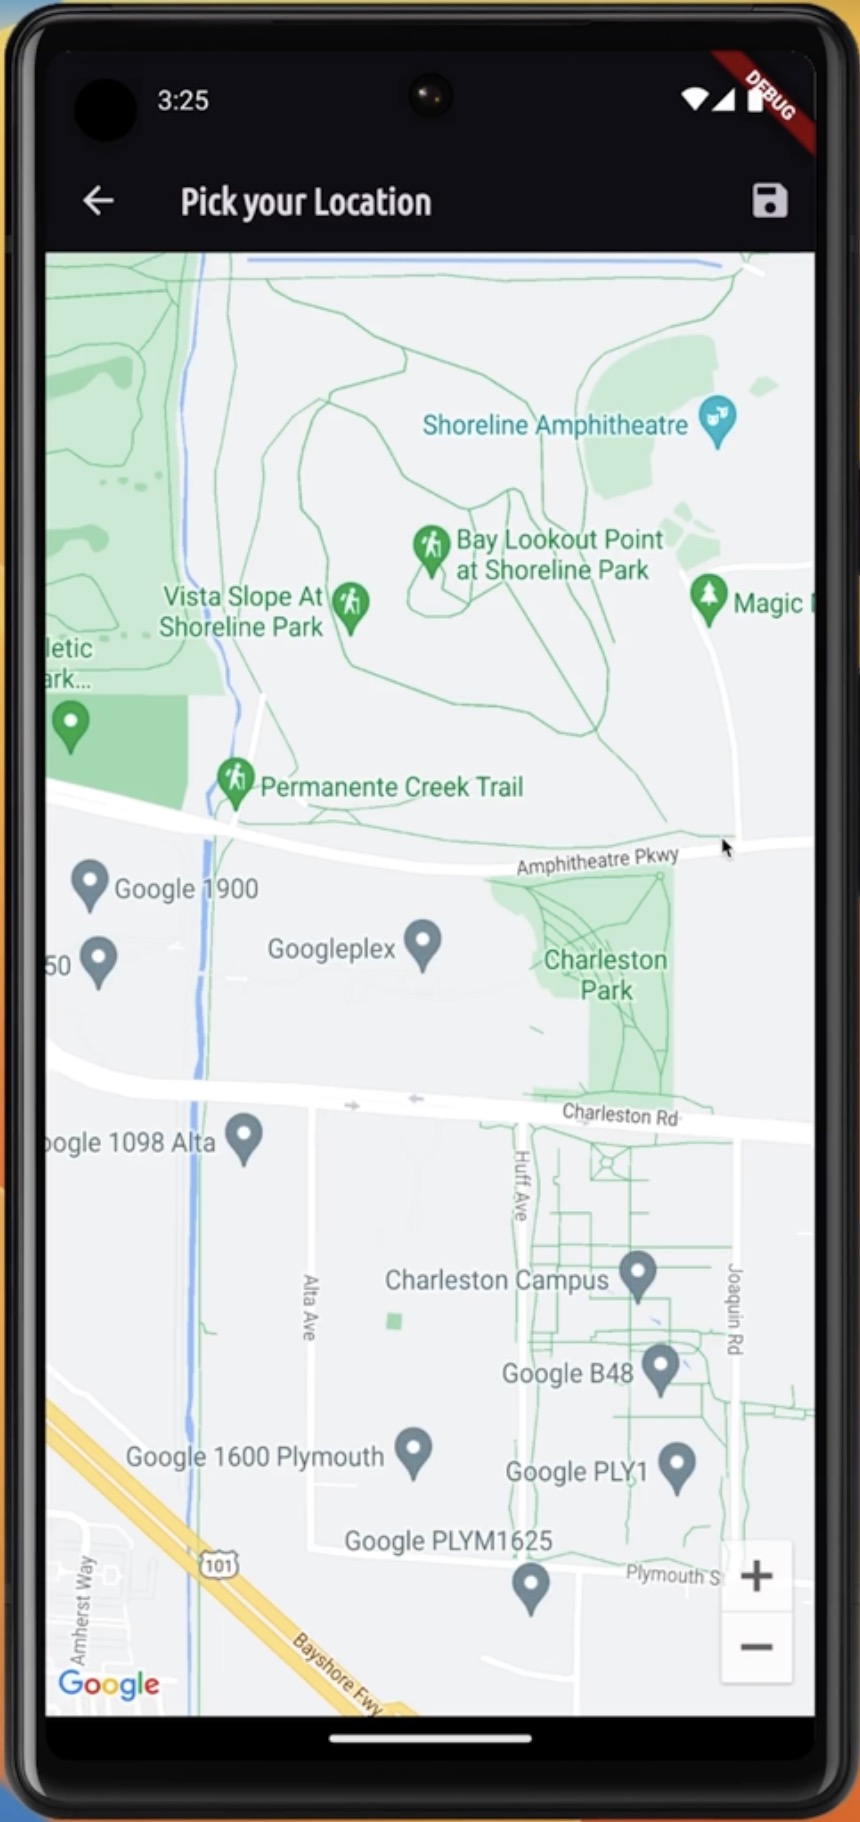 3:25
DEBUG
Pick your Location
Shoreline Amphitheatre
Bay Lookout Point
at Shoreline Park
Vista Slope At
Shoreline Park
Magic
letic
ark...
Permanente Creek Trail
Amphitheatre Pkwy
Google 1900
Googleplex
50
Charleston
Park
Charleston Rd
oogle 1098 Alta
Huff Ave
Charleston Campus
Alta Ave
Joaquin Rd
Google B48
Google 1600 Plymouth
Google PLY1
Google PLYM1625
101
Plymouth S
+
−
Amherst Way
Bayshore Fwy
Google